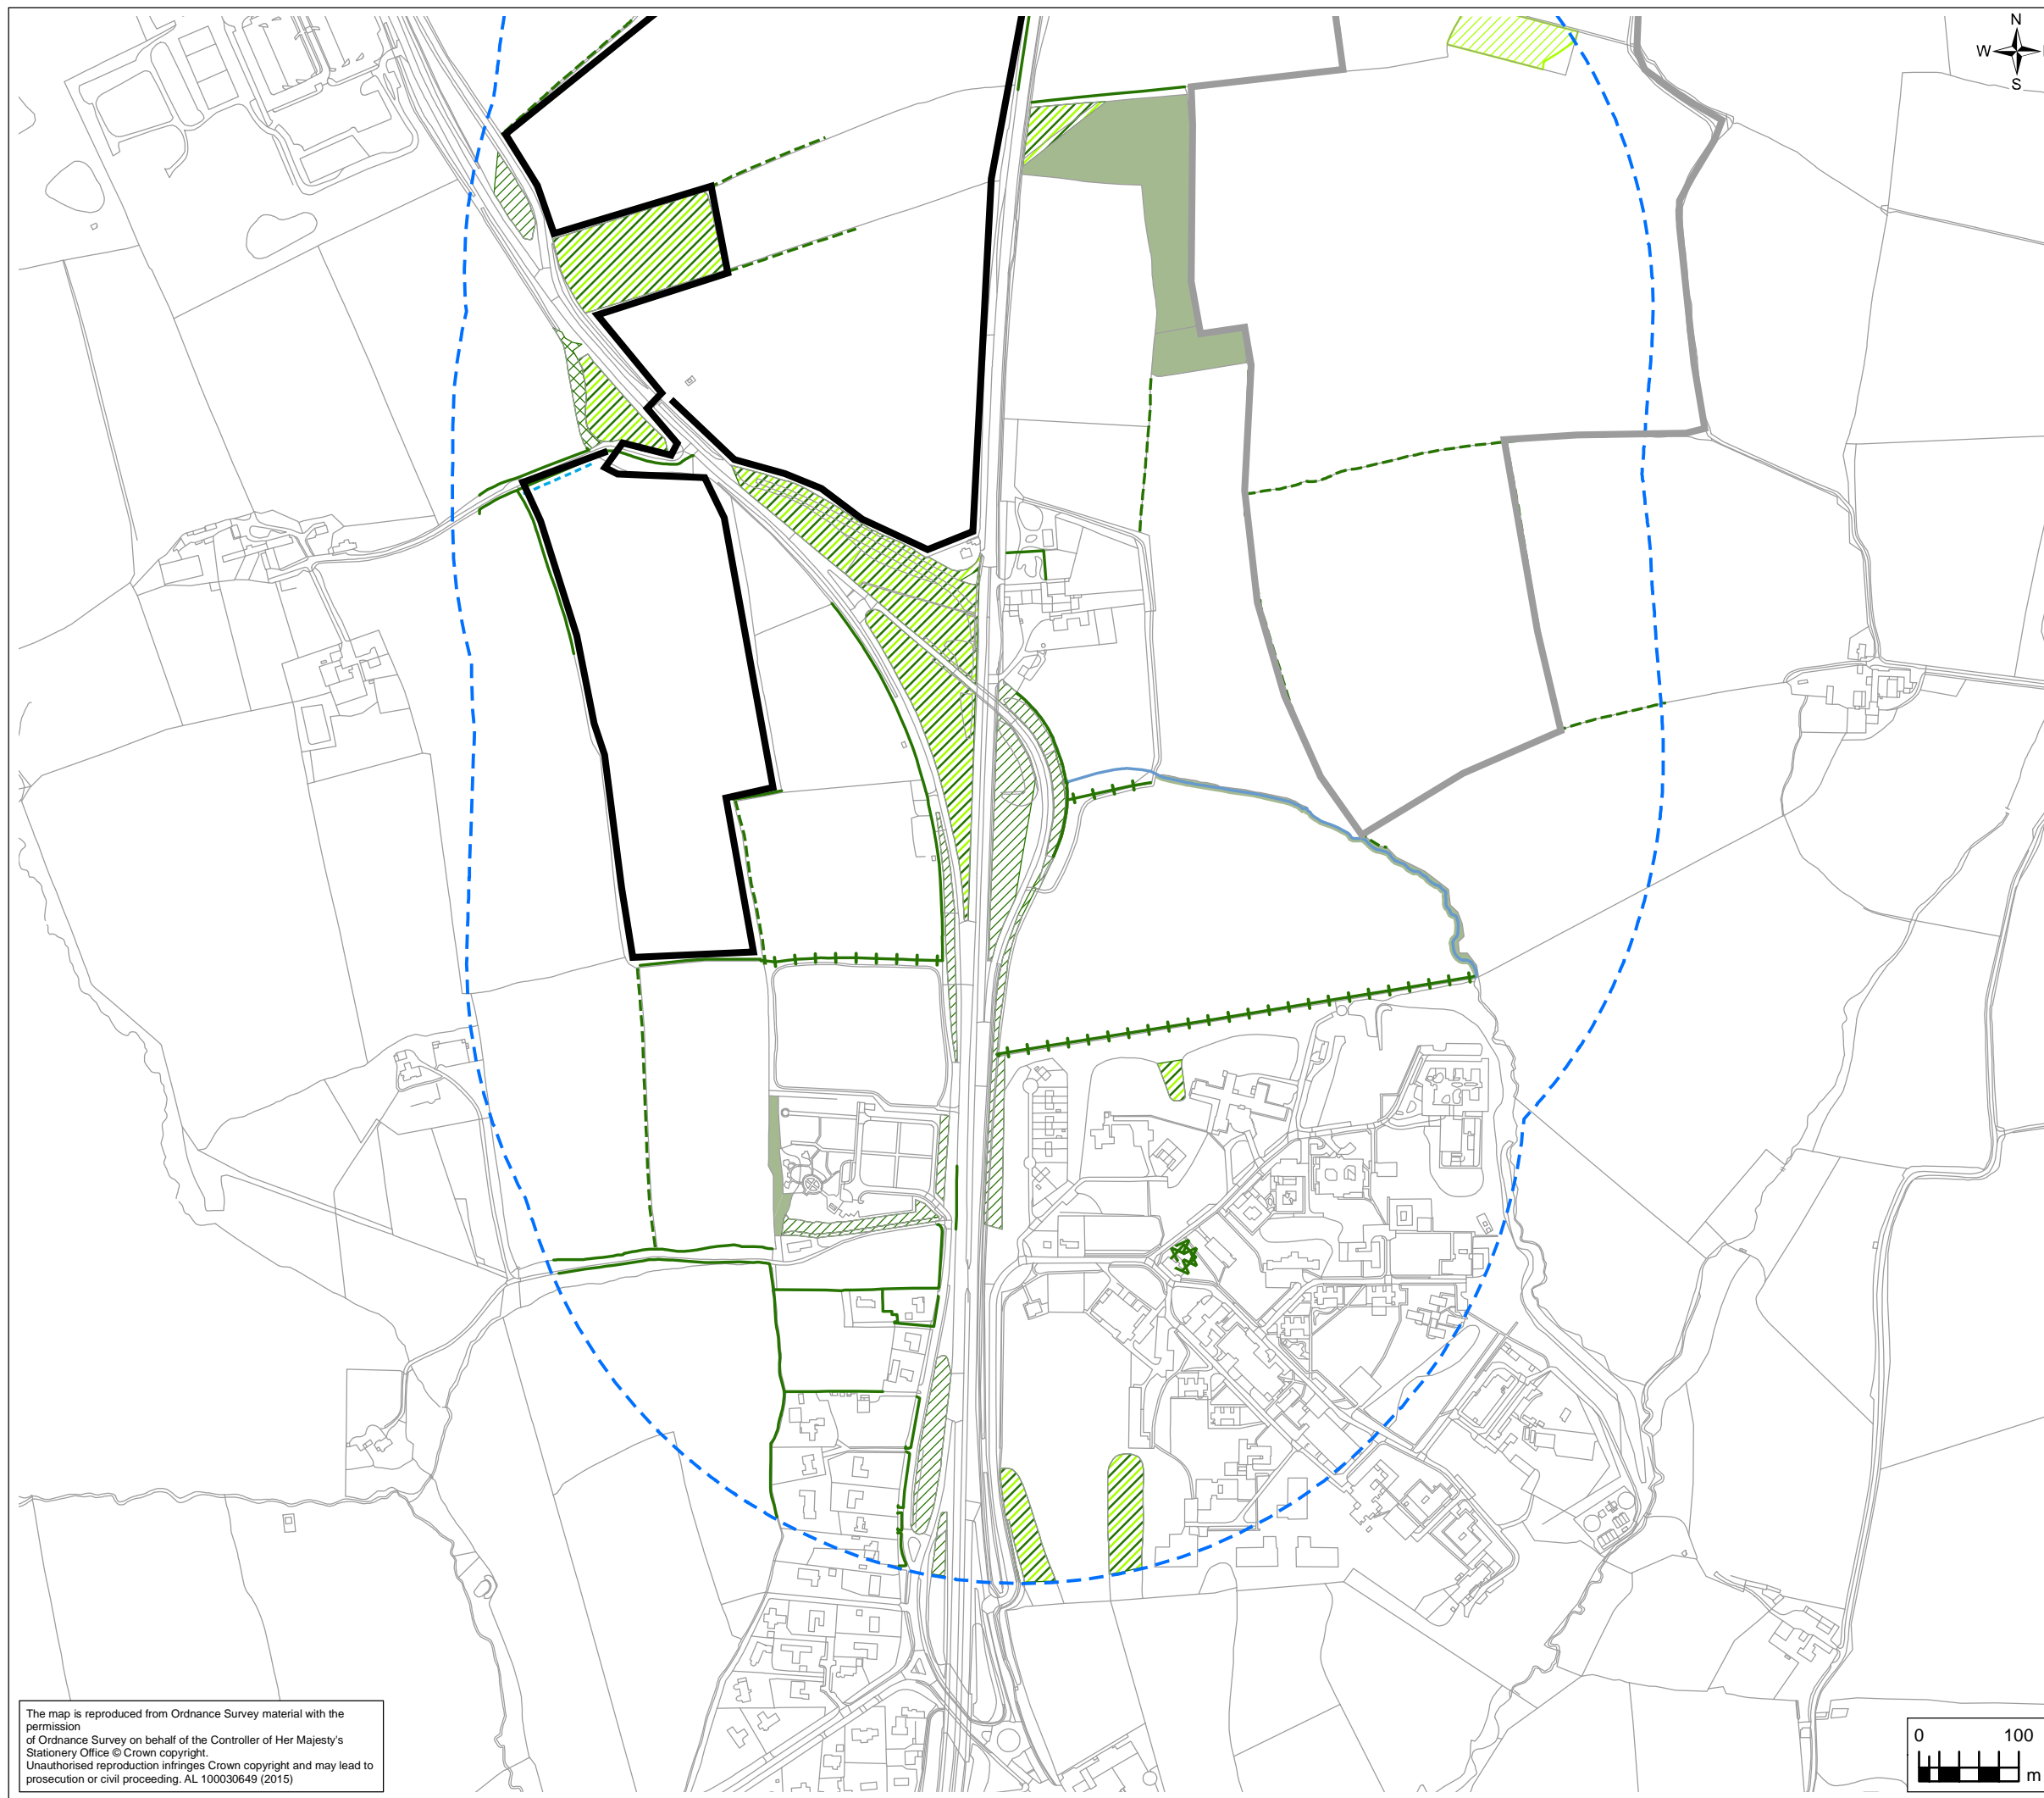 N
W
S
The map is reproduced from Ordnance Survey material with the
permission
of Ordnance Survey on behalf of the Controller of Her Majesty's
Stationery Office © Crown copyright.
Unauthorised reproduction infringes Crown copyright and may lead to
prosecution or civil proceeding. AL 100030649 (2015)
0 100
m